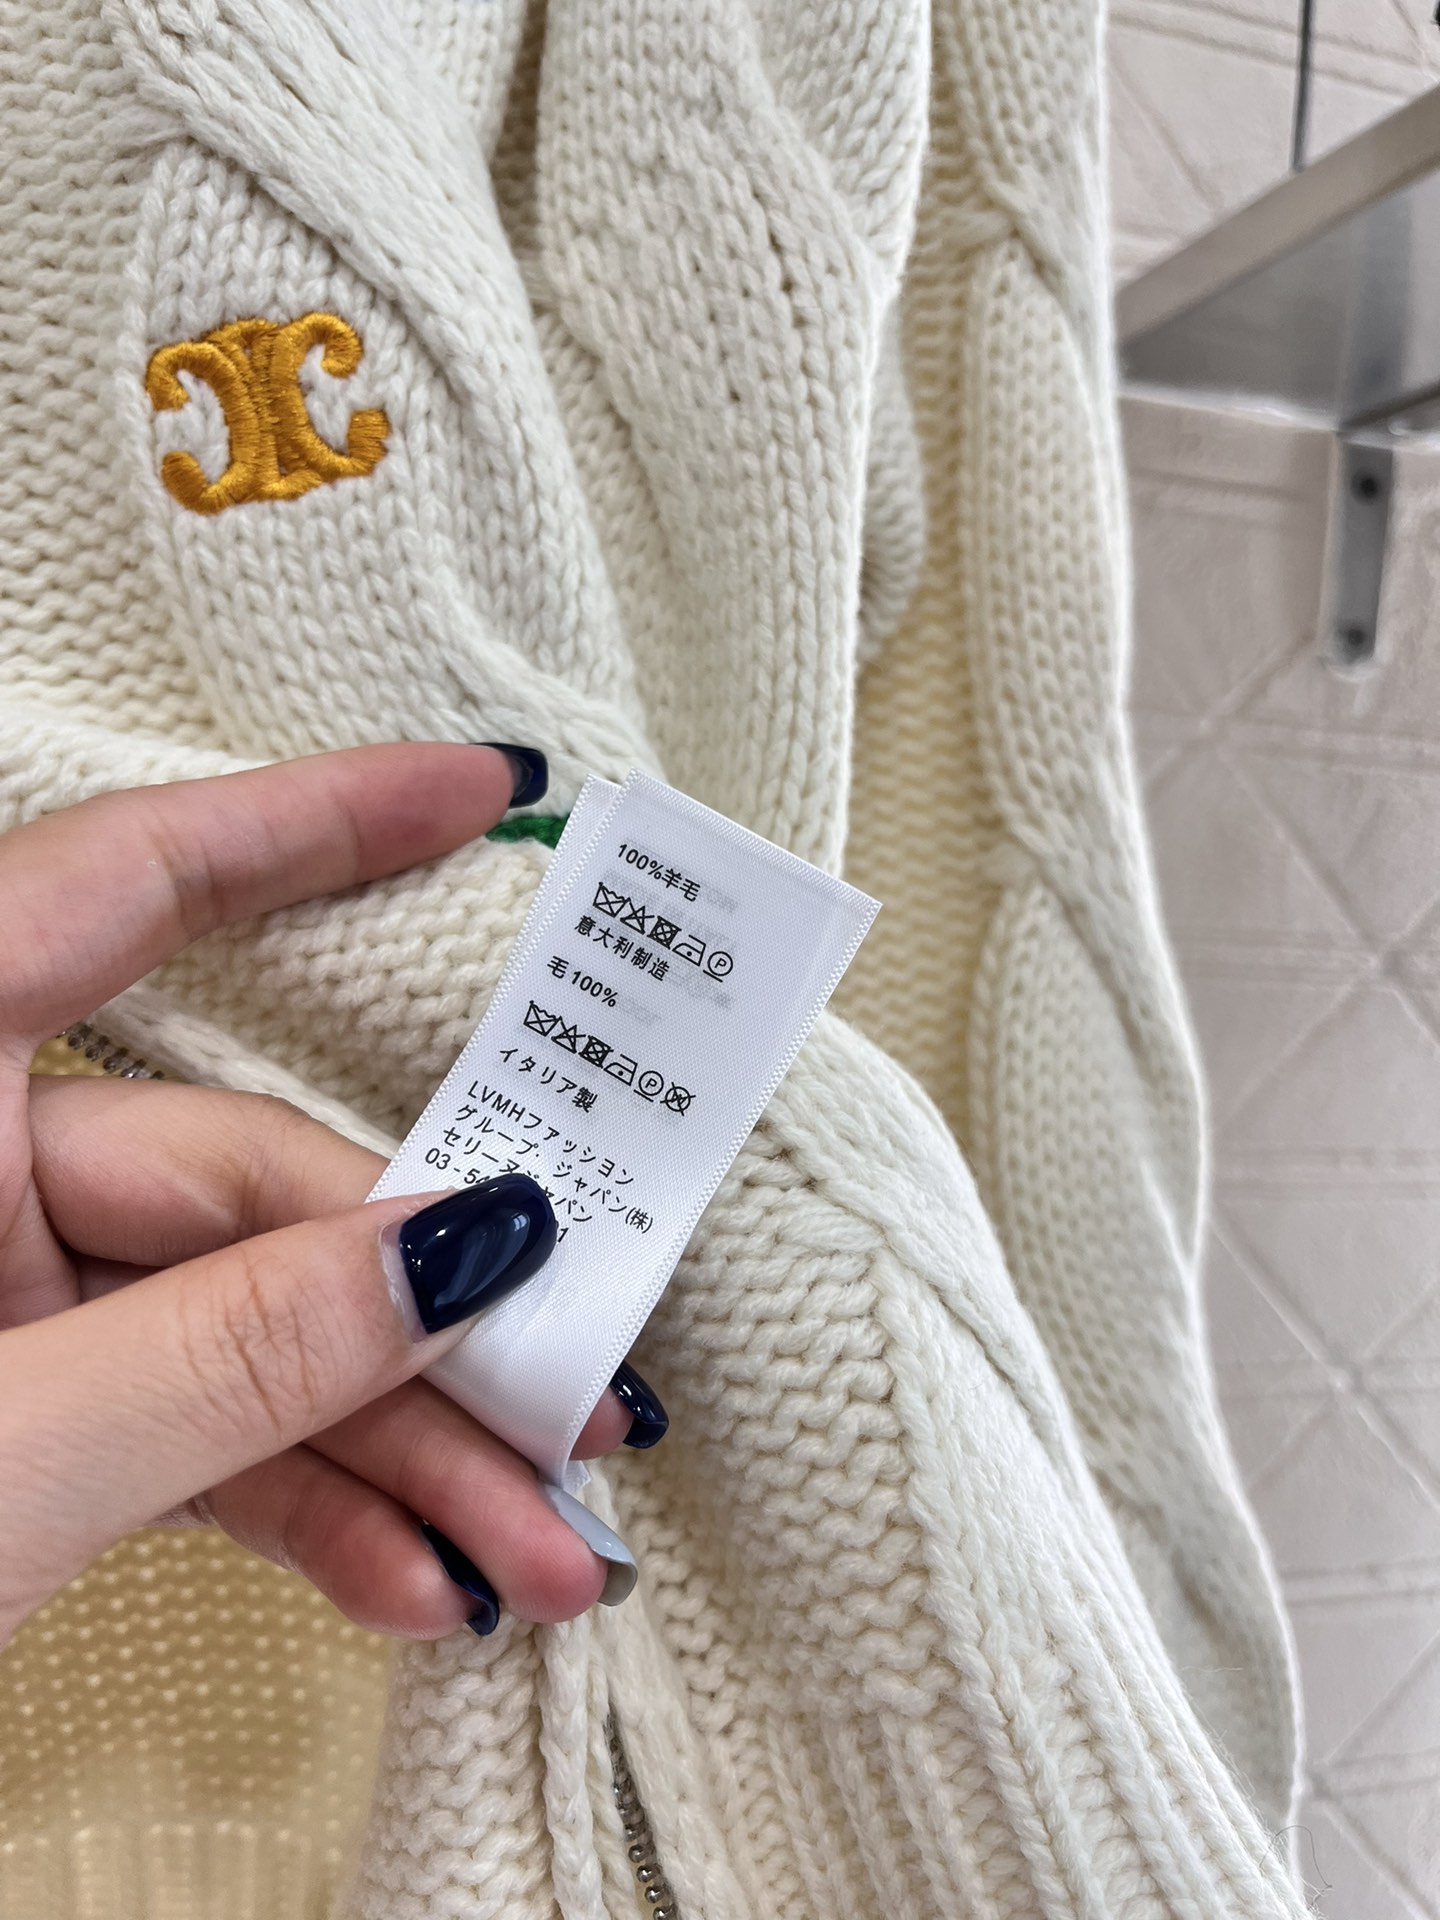 100%羊毛
P
意大利制造
毛 100%
P W
イタリア製
LVMHファッション
グループ・ジャパン(株)
セリーヌジャパン
03-54
1